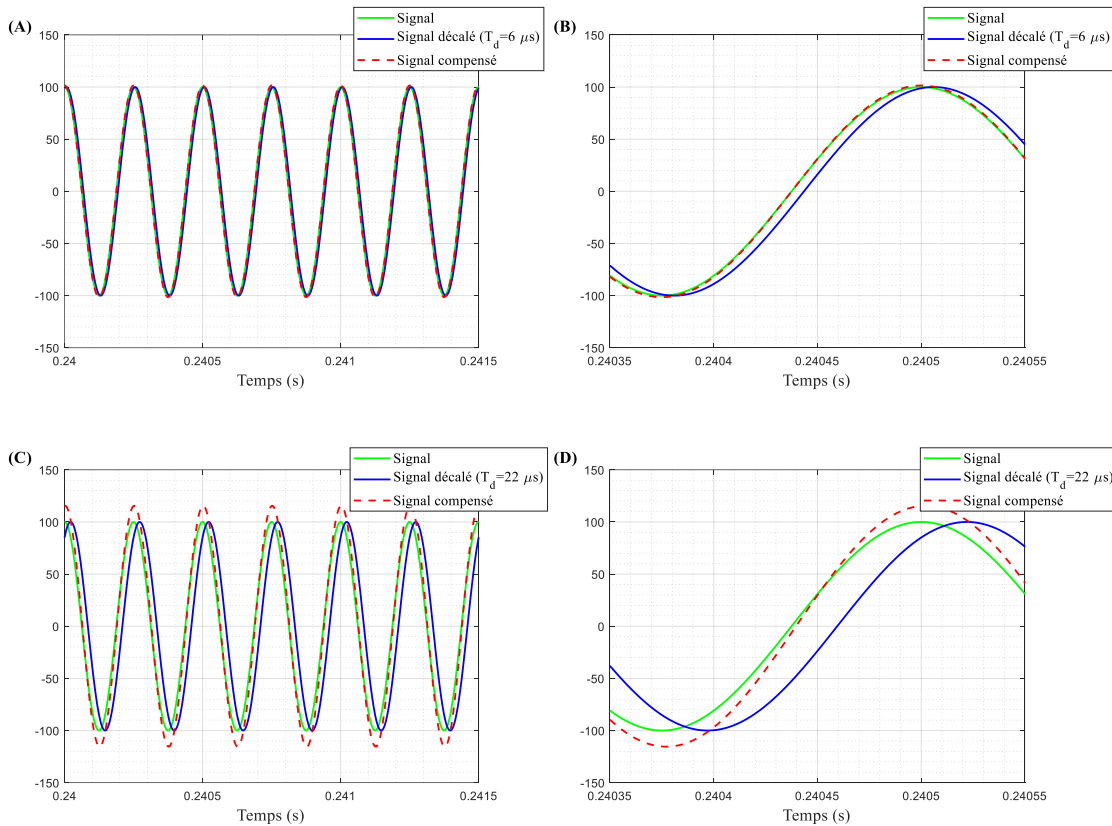 (A)
Signal
Signal décalé (T_d=6 μs)
Signal compensé
150
100
50
0
-50
-100
-150
0.24
0.2405
0.241
0.2415
Temps (s)
(B)
Signal
Signal décalé (T_d=6 μs)
Signal compensé
150
100
50
0
-50
-100
-150
0.24035
0.2404
0.24045
0.2405
0.24055
Temps (s)
(C)
Signal
Signal décalé (T_d=22 μs)
Signal compensé
150
100
50
0
-50
-100
-150
0.24
0.2405
0.241
0.2415
Temps (s)
(D)
Signal
Signal décalé (T_d=22 μs)
Signal compensé
150
100
50
0
-50
-100
-150
0.24035
0.2404
0.24045
0.2405
0.24055
Temps (s)